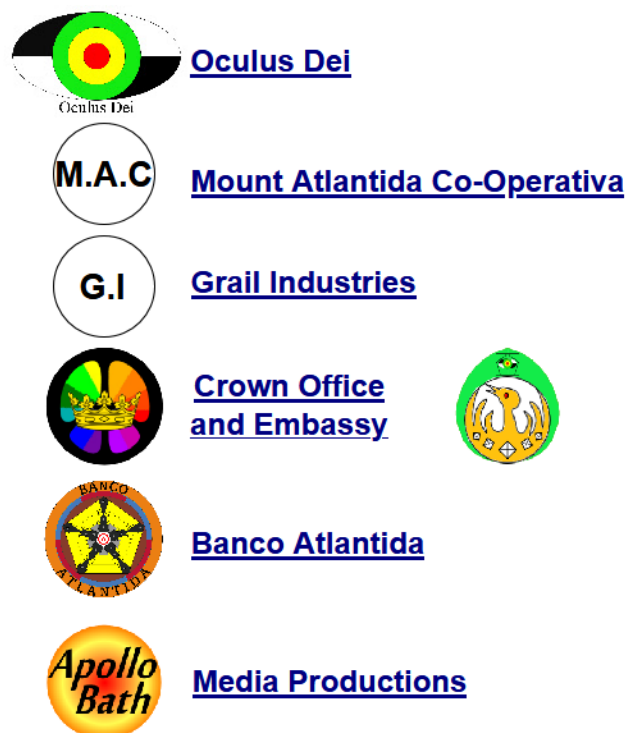 Oculus Dei
Oculus Dei
M.A.C
Mount Atlantida Co-Operativa
G.I
Grail Industries
Crown Office
and Embassy
BANCO
ATLANTIDA
Banco Atlantida
Apollo
Bath
Media Productions